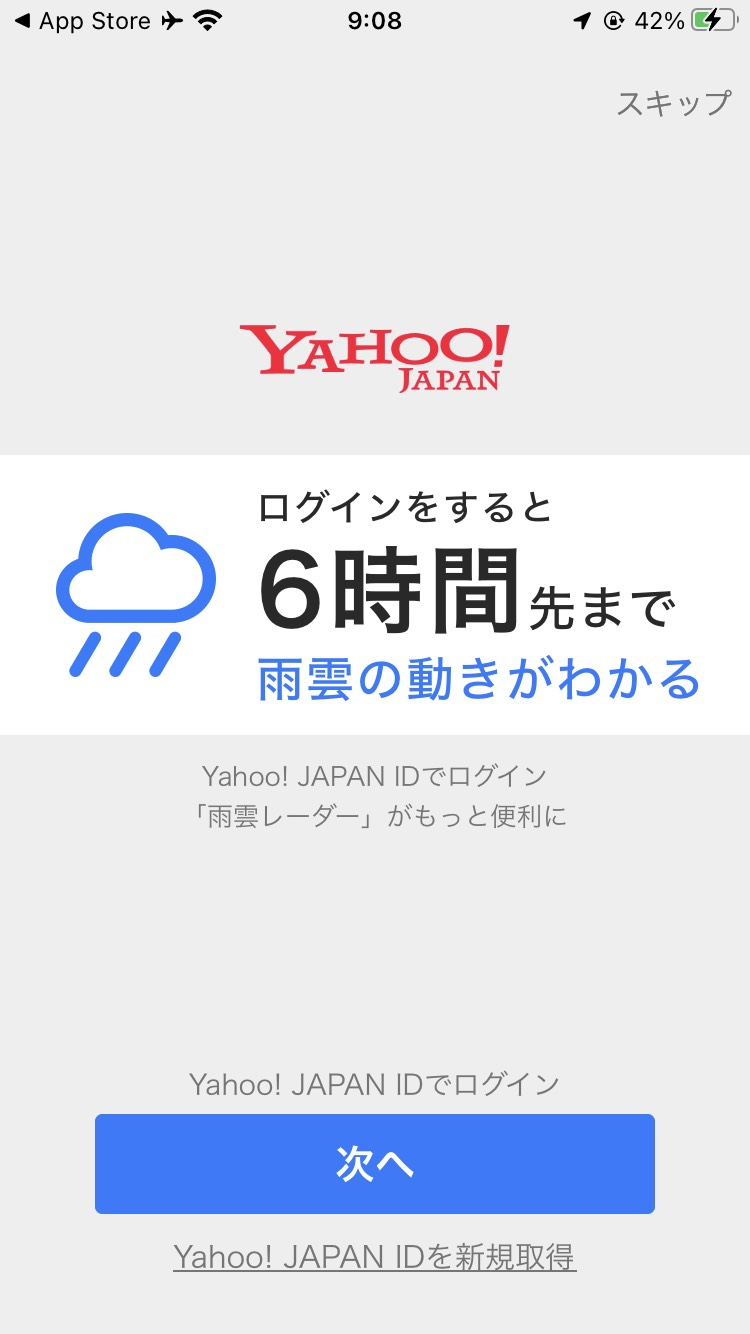 App Store
9:08
42%
スキップ
YAHOO!
JAPAN
ログインをすると
6時間先まで
雨雲の動きがわかる
Yahoo! JAPAN IDでログイン
「雨雲レーダー」がもっと便利に
Yahoo! JAPAN IDでログイン
次へ
Yahoo! JAPAN IDを新規取得